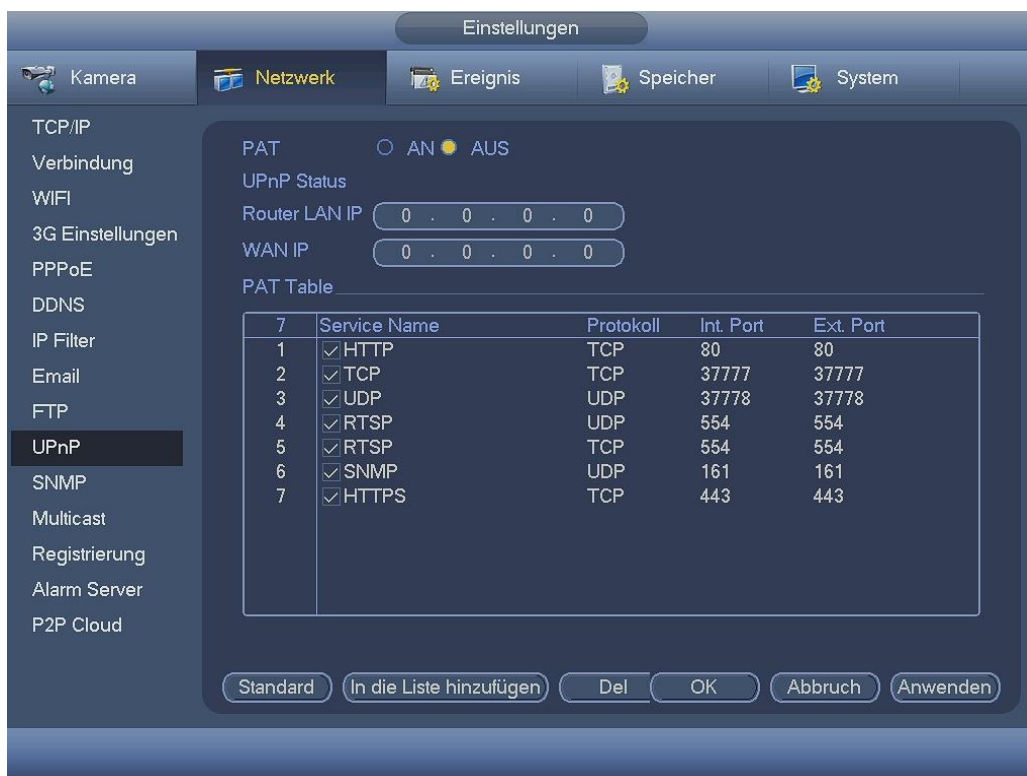 Einstellungen
Kamera Netzwerk Ereignis Speicher System
TCP/IP
Verbindung
WIFI
3G Einstellungen
PPPoE
DDNS
IP Filter
Email
FTP
UPnP
SNMP
Multicast
Registrierung
Alarm Server
P2P Cloud
PAT AN AUS
UPnP Status
Router LAN IP 0 . 0 . 0 . 0
WAN IP 0 . 0 . 0 . 0
PAT Table
7 Service Name Protokoll Int. Port Ext. Port
1 HTTP TCP 80 80
2 TCP TCP 37777 37777
3 UDP UDP 37778 37778
4 RTSP UDP 554 554
5 RTSP TCP 554 554
6 SNMP UDP 161 161
7 HTTPS TCP 443 443
Standard In die Liste hinzufügen Del OK Abbruch Anwenden